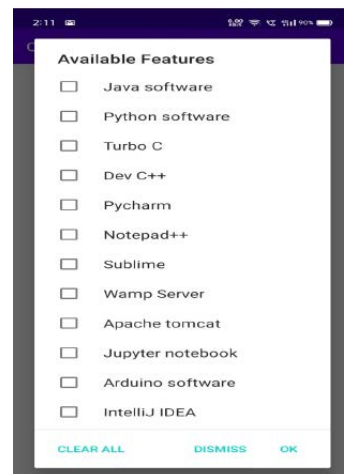 2:11 90%
Available Features
Java software
Python software
Turbo C
Dev C++
Pycharm
Notepad++
Sublime
Wamp Server
Apache tomcat
Jupyter notebook
Arduino software
IntelliJ IDEA
CLEAR ALL DISMISS OK